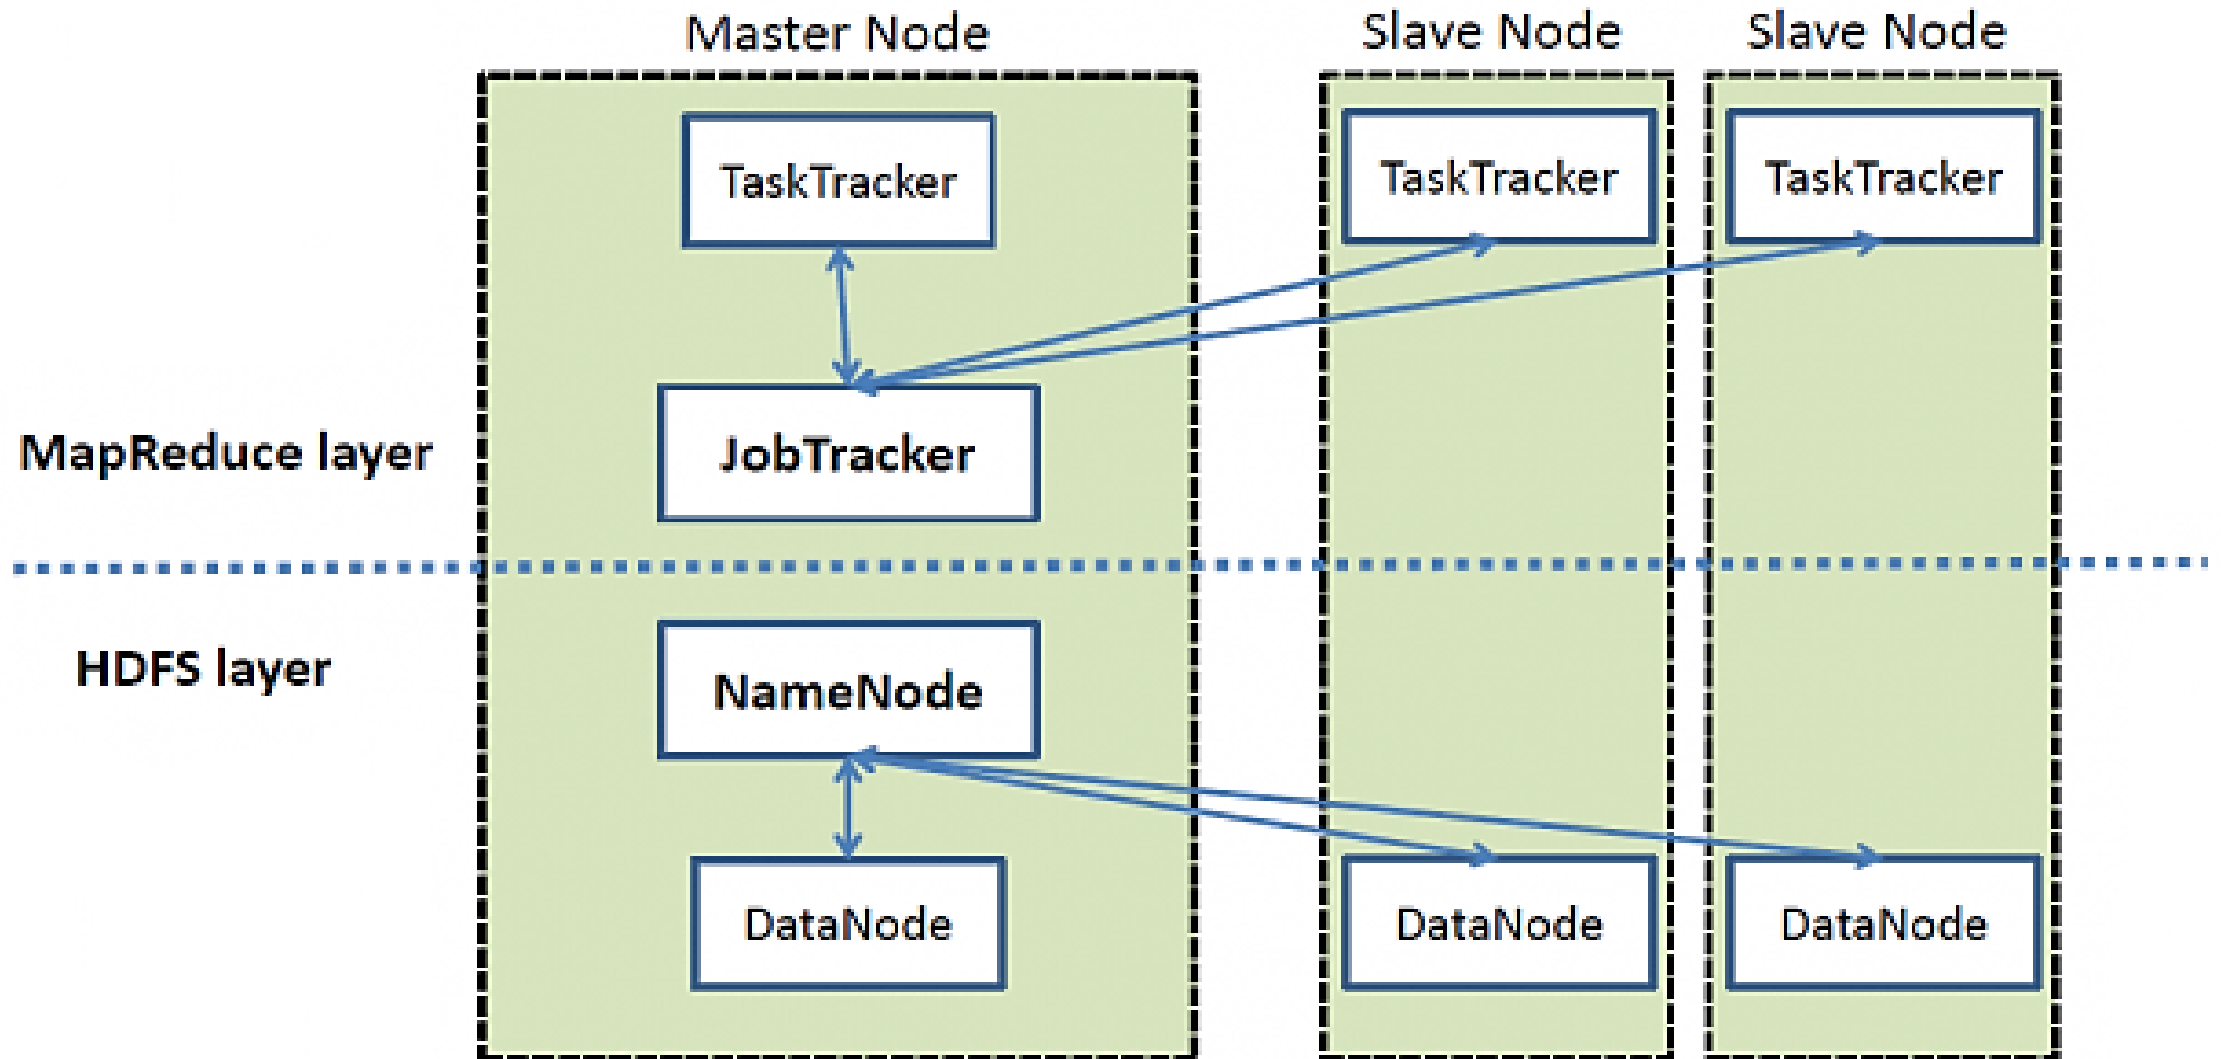 Master Node
Slave Node
Slave Node
TaskTracker
TaskTracker
TaskTracker
MapReduce layer
JobTracker
HDFS layer
NameNode
DataNode
DataNode
DataNode